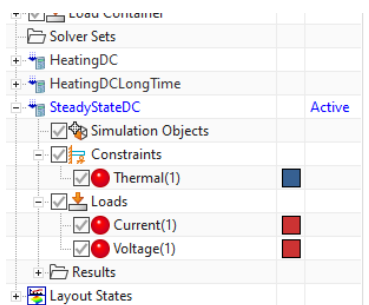 Load Container
Solver Sets
HeatingDC
HeatingDCLongTime
SteadyStateDC Active
Simulation Objects
Constraints
Thermal(1)
Loads
Current(1)
Voltage(1)
Results
Layout States